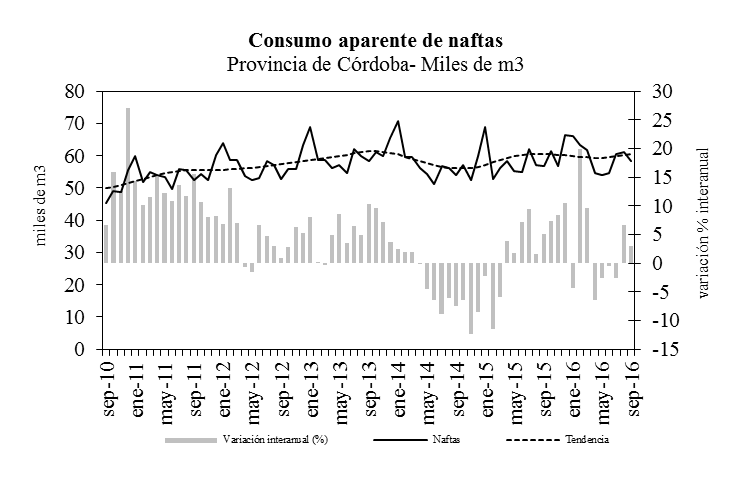 Consumo aparente de naftas
Provincia de Córdoba- Miles de m3
80
70
60
50
40
30
20
10
0
miles de m3
30
25
20
15
10
5
0
-5
-10
-15
variación % interanual
sep-10
ene-11
may-11
sep-11
ene-12
may-12
sep-12
ene-13
may-13
sep-13
ene-14
may-14
sep-14
ene-15
may-15
sep-15
ene-16
may-16
sep-16
Variación interanual (%)
Naftas
Tendencia